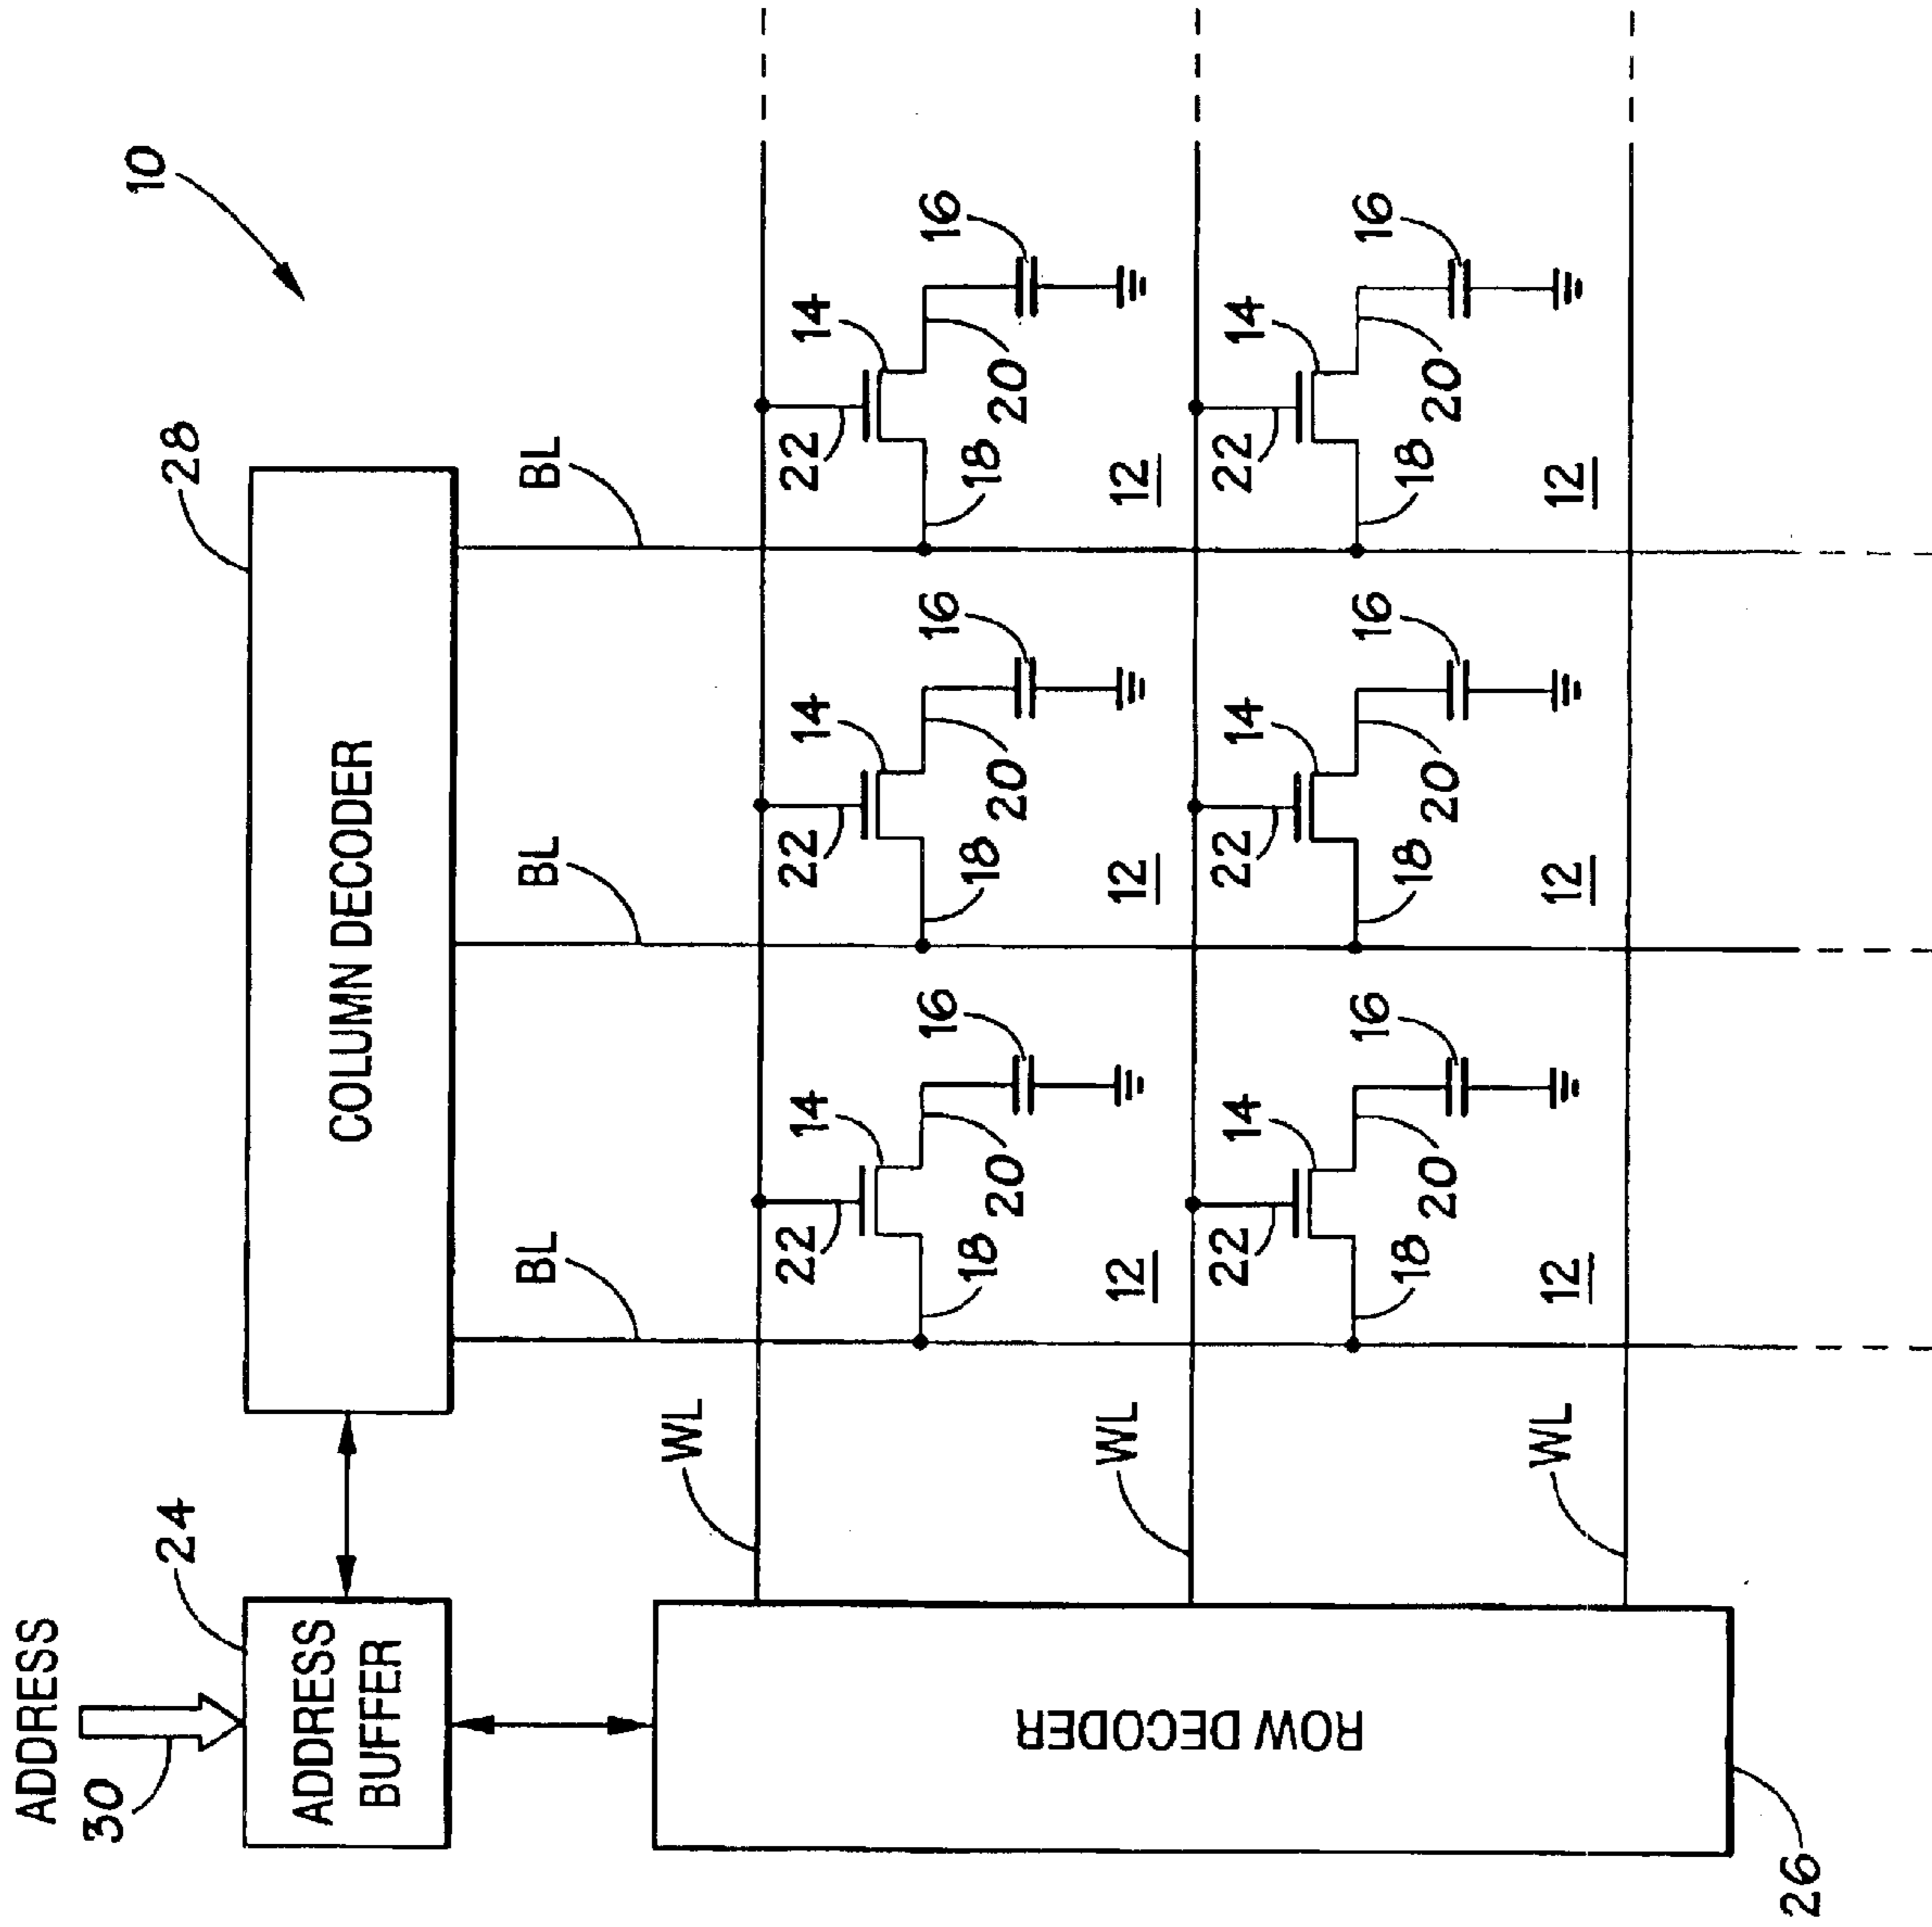 ADDRESS
30
10
24
28
ADDRESS
BUFFER
COLUMN DECODER
BL BL BL
WL
22 14 22 14 22 14
16 16 16
18 20 18 20 18 20
12 12 12
WL
ROW DECODER
22 14 22 14 22 14
16 16 16
18 20 18 20 18 20
12 12 12
WL
26